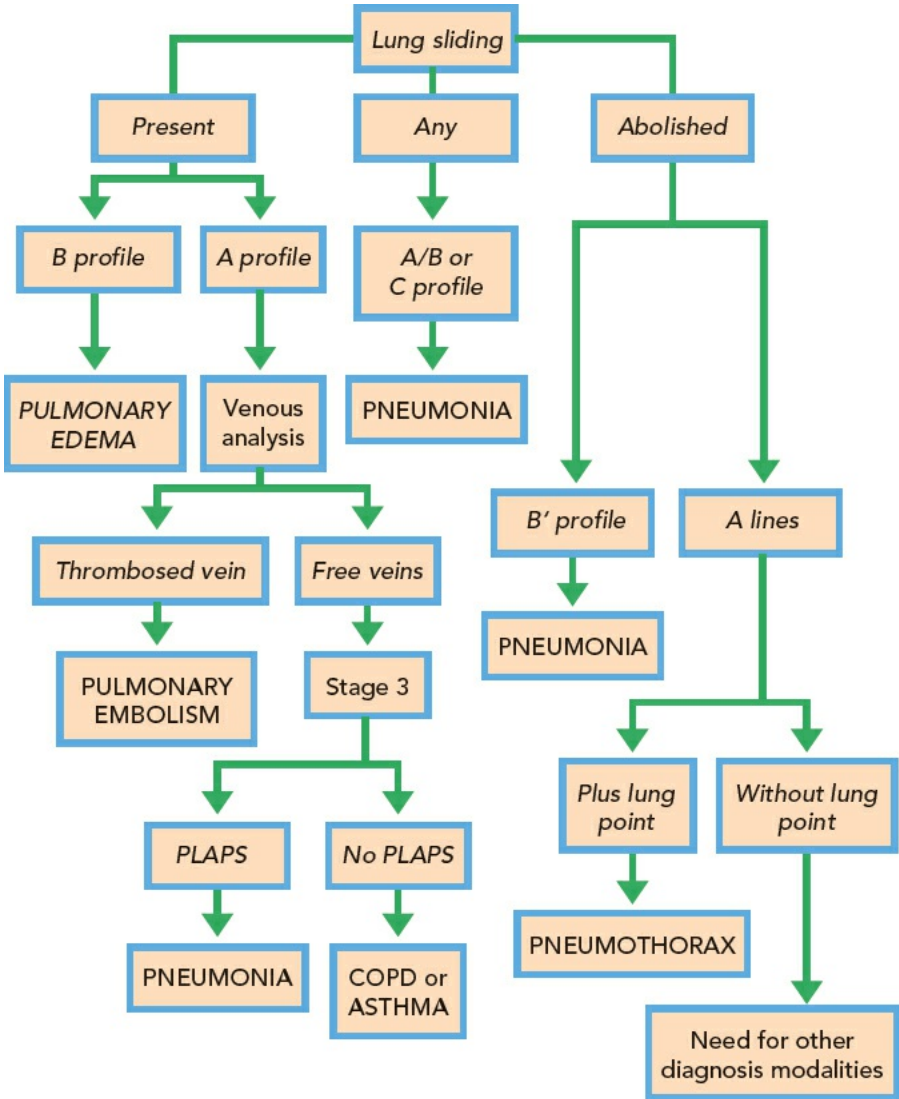 Lung sliding
Present
Any
Abolished
B profile
A profile
A/B or
C profile
PULMONARY
EDEMA
Venous
analysis
PNEUMONIA
B’ profile
A lines
Thrombosed vein
Free veins
PNEUMONIA
PULMONARY
EMBOLISM
Stage 3
Plus lung
point
Without lung
point
PLAPS
No PLAPS
PNEUMOTHORAX
PNEUMONIA
COPD or
ASTHMA
Need for other
diagnosis modalities